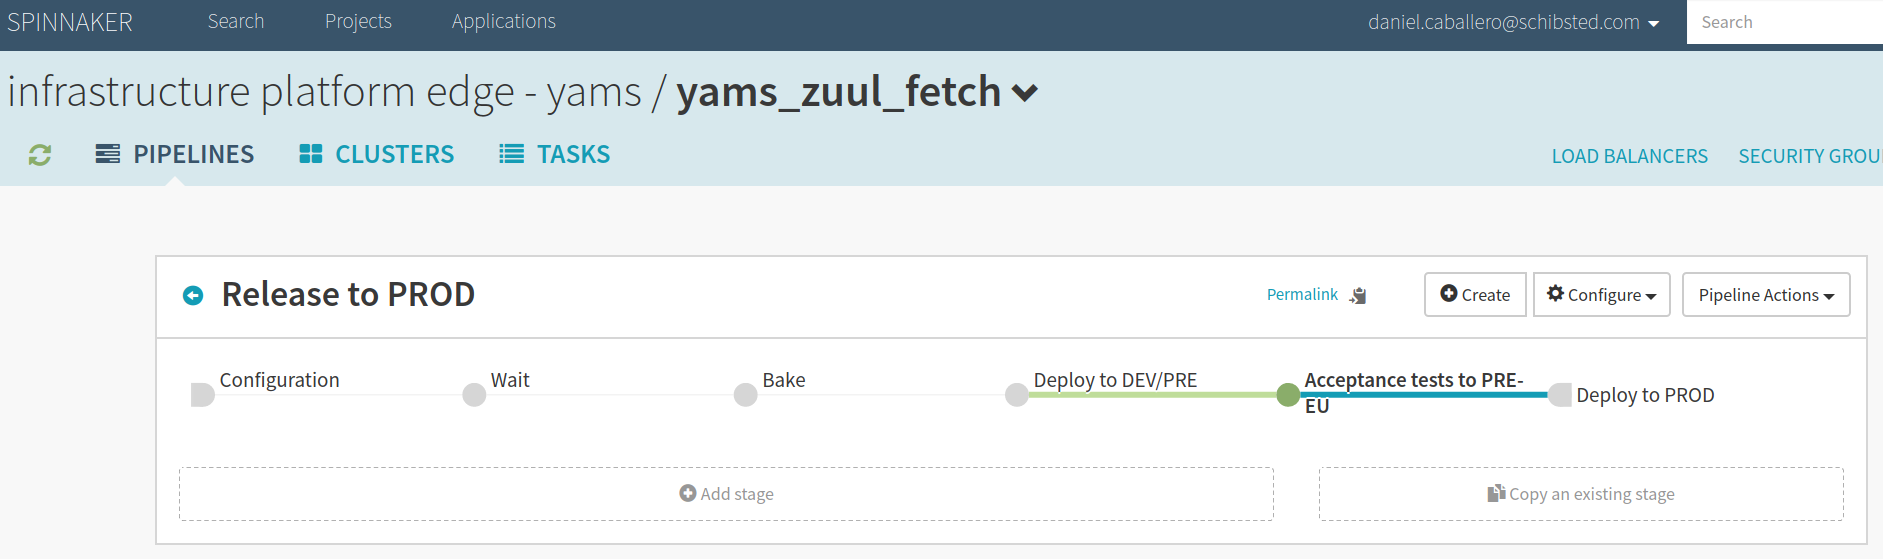 SPINNAKER Search Projects Applications daniel.caballero@schibsted.com Search
infrastructure platform edge - yams / yams_zuul_fetch
PIPELINES CLUSTERS TASKS LOAD BALANCERS SECURITY GROU
Release to PROD Permalink Create Configure Pipeline Actions
Configuration Wait Bake Deploy to DEV/PRE Acceptance tests to PRE-
EU Deploy to PROD
Add stage Copy an existing stage